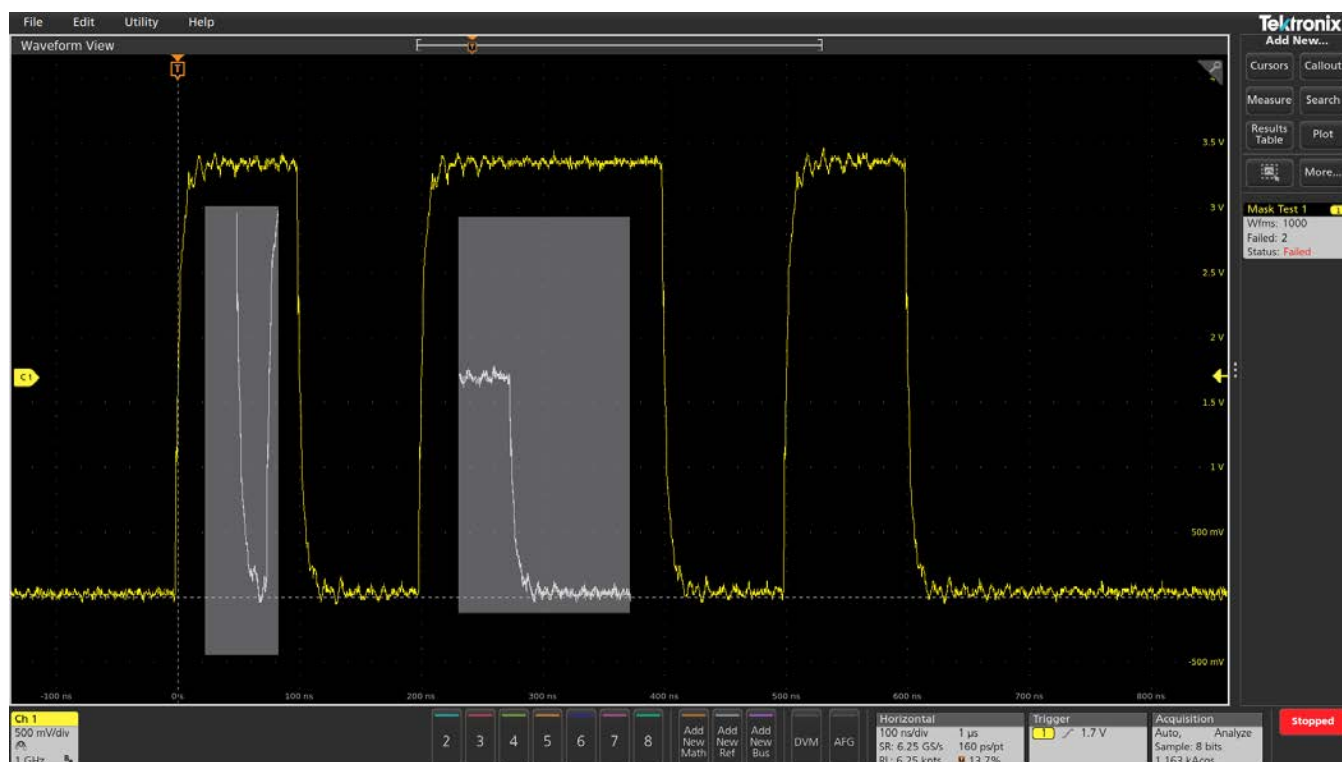 File Edit Utility Help
Tektronix
Waveform View
Add New...
Cursors Callout
Measure Search
Results Table Plot
More...
Mask Test 1 1
Wfms: 1000
Failed: 2
Status: Failed
T
T
3.5 V
3 V
2.5 V
2 V
C1
1.5 V
1 V
500 mV
-500 mV
-100 ns 0 s 100 ns 200 ns 300 ns 400 ns 500 ns 600 ns 700 ns 800 ns
Ch 1
500 mV/div
1 GHz
2 3 4 5 6 7 8
Add New Math
Add New Ref
Add New Bus
DVM AFG
Horizontal
100 ns/div 1 µs
SR: 6.25 GS/s 160 ps/pt
RL: 6.25 kpts 13.7%
Trigger
1 1.7 V
Acquisition
Auto, Analyze
Sample: 8 bits
1.163 kAcqs
Stopped